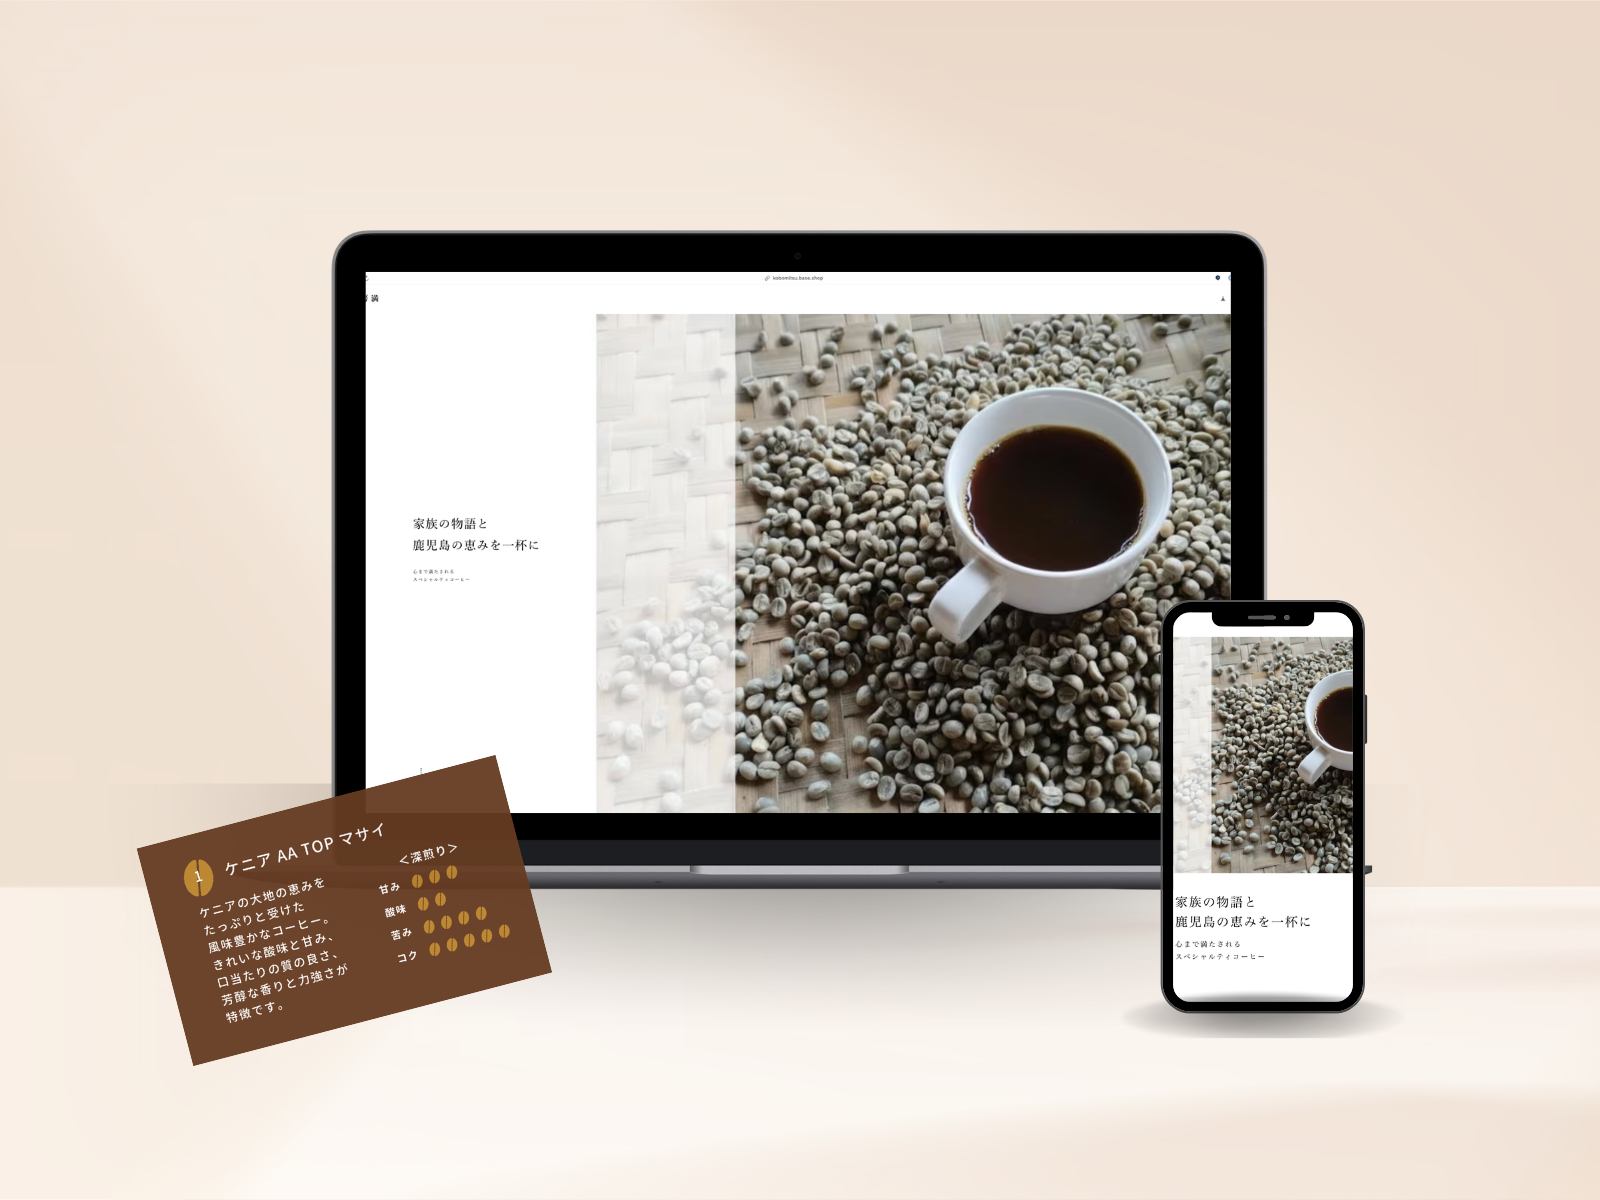 kobomitsu.base.shop
満
家族の物語と
鹿児島の恵みを一杯に
心まで満たされる
スペシャルティコーヒー
1
ケニア AA TOP マサイ
ケニアの大地の恵みを
たっぷりと受けた
風味豊かなコーヒー。
きれいな酸味と甘み、
口当たりの質の良さ、
芳醇な香りと力強さが
特徴です。
＜深煎り＞
甘み
酸味
苦み
コク
家族の物語と
鹿児島の恵みを一杯に
心まで満たされる
スペシャルティコーヒー